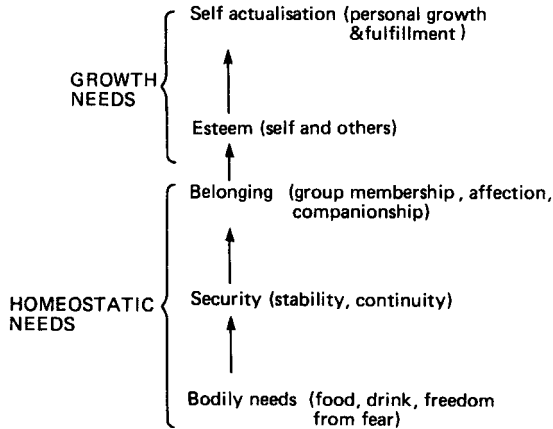 Self actualisation (personal growth
&fulfillment)
GROWTH
NEEDS
Esteem (self and others)
Belonging (group membership, affection,
companionship)
HOMEOSTATIC
NEEDS
Security (stability, continuity)
Bodily needs (food, drink, freedom
from fear)